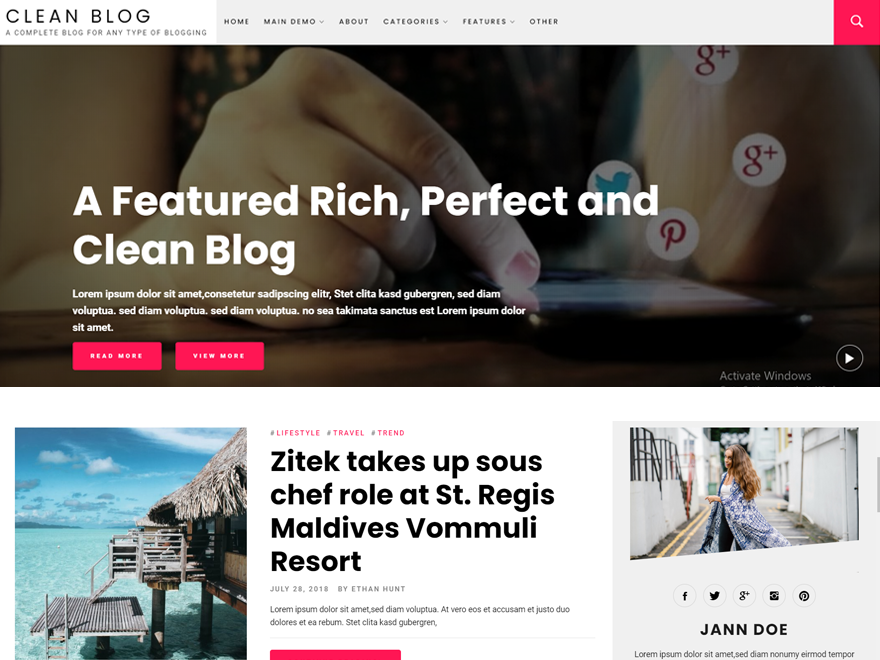 CLEAN BLOG
A COMPLETE BLOG FOR ANY TYPE OF BLOGGING
HOME MAIN DEMO ABOUT CATEGORIES FEATURES OTHER
g+
g+
A Featured Rich, Perfect and
Clean Blog
Lorem ipsum dolor sit amet,consetetur sadipscing elitr, Stet clita kasd gubergren, sed diam
voluptua. sed diam voluptua. sed diam voluptua. no sea takimata sanctus est Lorem ipsum dolor
sit amet.
READ MORE VIEW MORE
Activate Windows
#LIFESTYLE #TRAVEL #TREND
Zitek takes up sous
chef role at St. Regis
Maldives Vommuli
Resort
JULY 28, 2018 BY ETHAN HUNT
Lorem ipsum dolor sit amet,sed diam voluptua. At vero eos et accusam et justo duo
dolores et ea rebum. Stet clita kasd gubergren,
JANN DOE
Lorem ipsum dolor sit amet,sed diam nonumy eirmod tempor